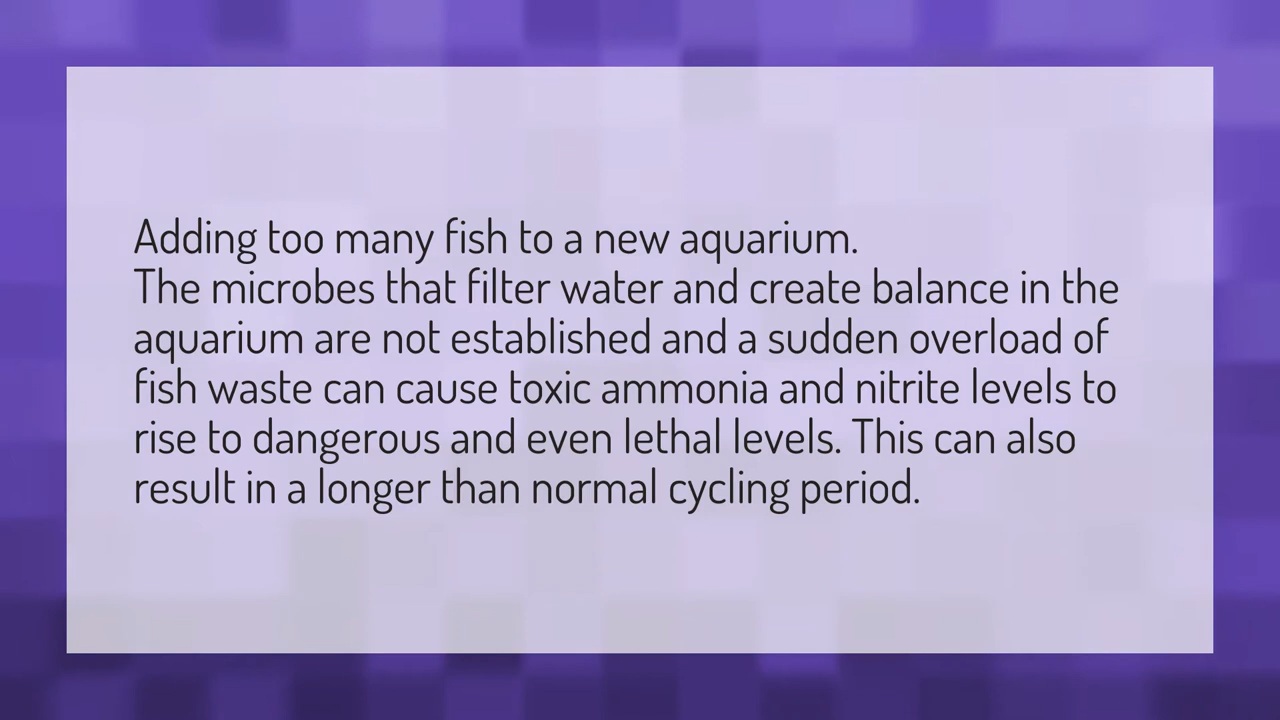 Adding too many fish to a new aquarium.
The microbes that filter water and create balance in the
aquarium are not established and a sudden overload of
fish waste can cause toxic ammonia and nitrite levels to
rise to dangerous and even lethal levels. This can also
result in a longer than normal cycling period.